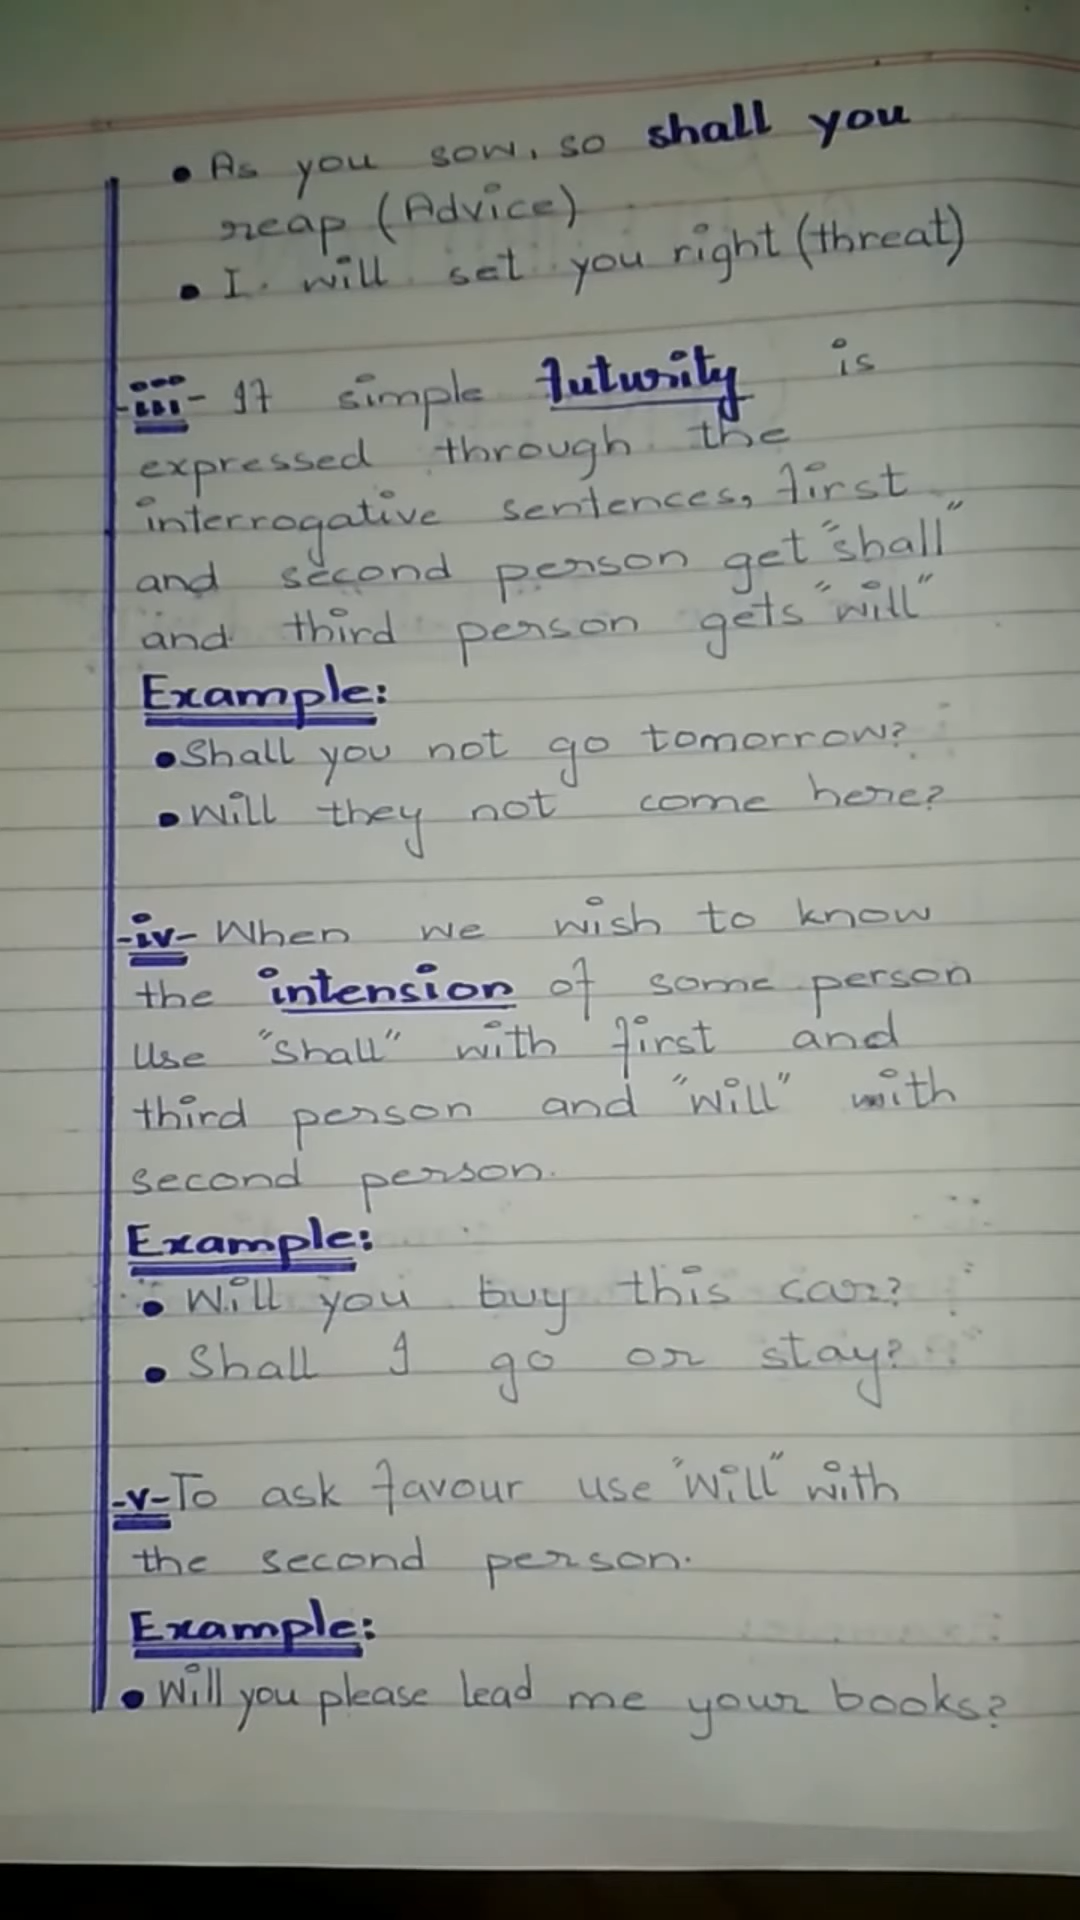 • As you sow, so shall you
reap (Advice)
• I will set you right (threat)
-iii- If simple futurity is
expressed through the
interrogative sentences, first
and second person get "shall"
and third person gets "will"
Example:
• Shall you not go tomorrow?
• Will they not come here?
-iv- When we wish to know
the intension of some person
Use "Shall" with first and
third person and "will" with
second person.
Example:
• Will you buy this car?
• Shall I go or stay?
-v- To ask favour use "Will" with
the second person.
Example:
• Will you please lead me your books?